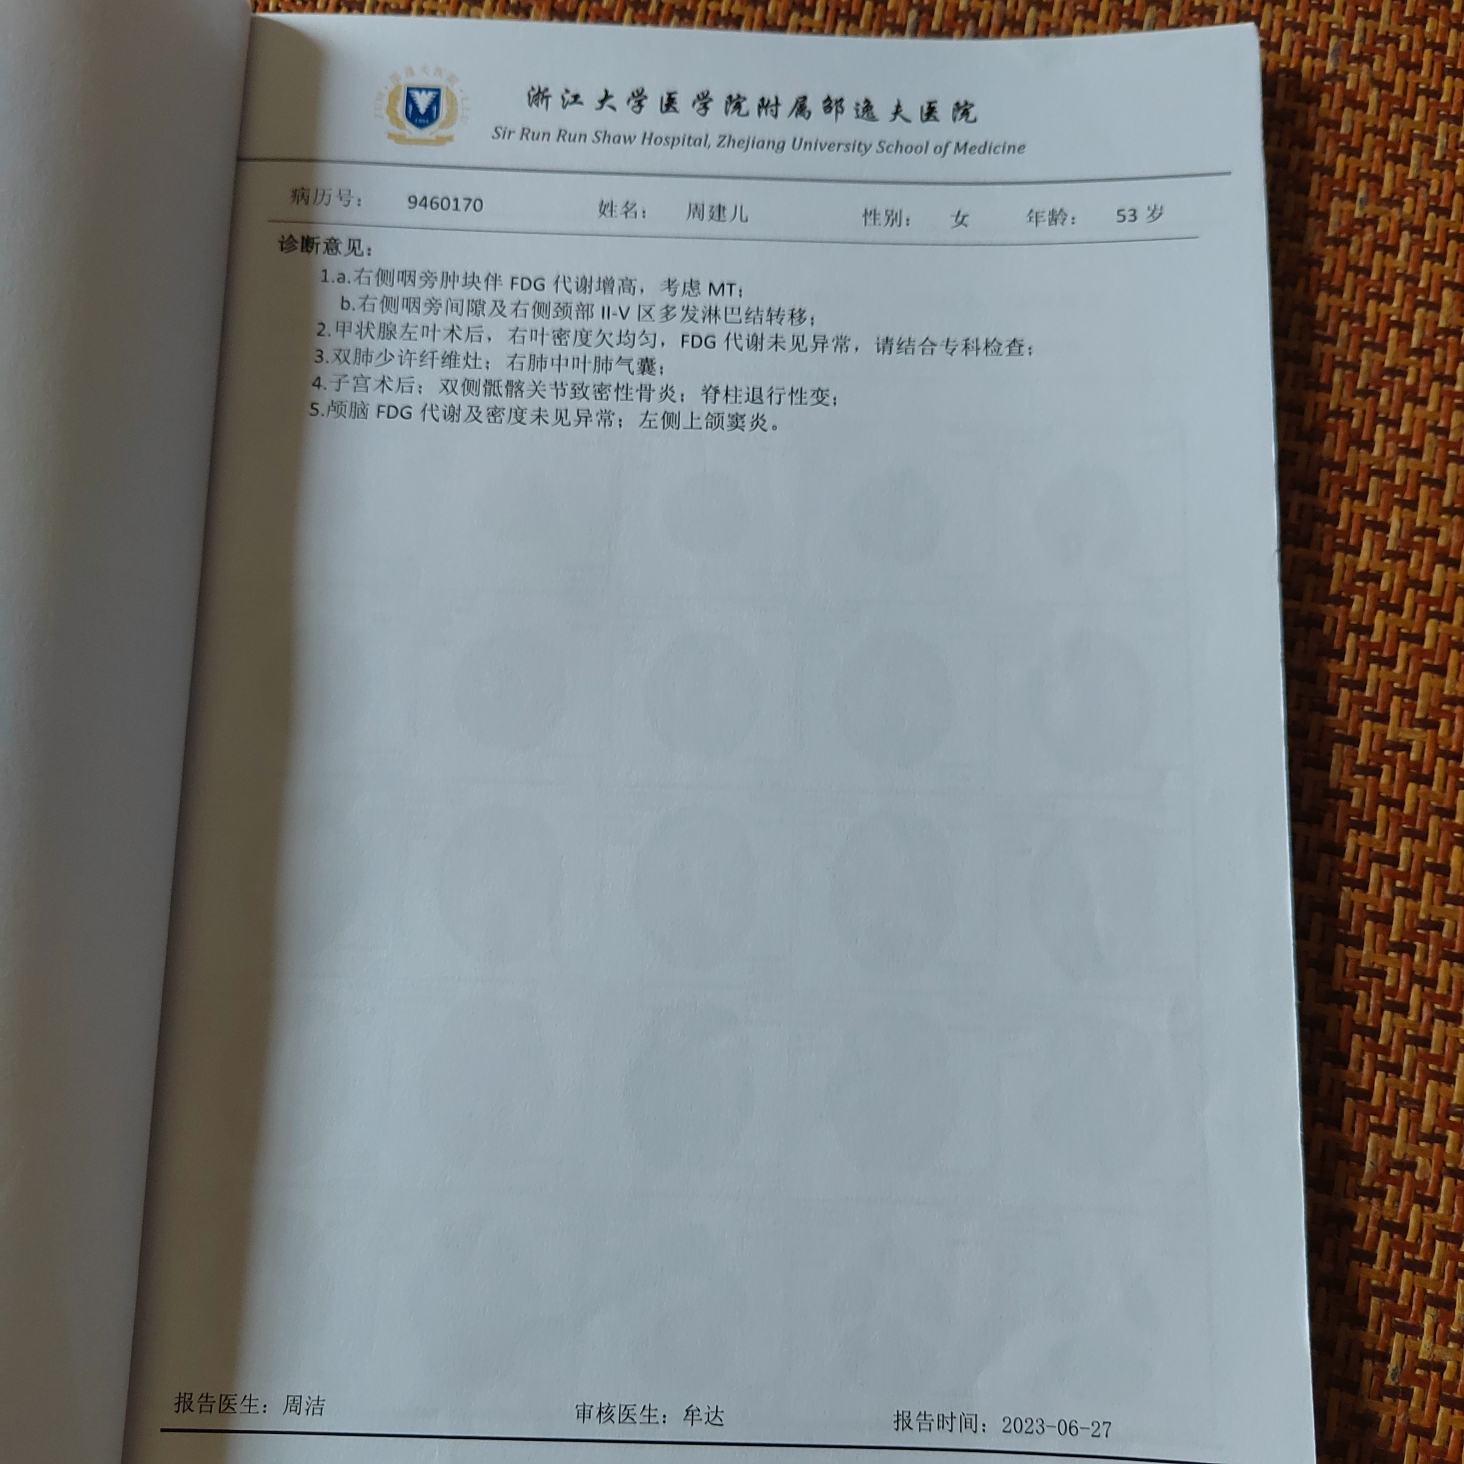 浙江大学医学院附属邵逸夫医院
Sir Run Run Shaw Hospital, Zhejiang University School of Medicine
病历号： 9460170 姓名： 周建儿 性别： 女 年龄： 53 岁
诊断意见：
1.a.右侧咽旁肿块伴 FDG 代谢增高，考虑 MT；
b.右侧咽旁间隙及右侧颈部 II-V 区多发淋巴结转移；
2.甲状腺左叶术后，右叶密度欠均匀，FDG 代谢未见异常，请结合专科检查；
3.双肺少许纤维灶；右肺中叶肺气囊；
4.子宫术后；双侧骶髂关节致密性骨炎；脊柱退行性变；
5.颅脑 FDG 代谢及密度未见异常；左侧上颌窦炎。
报告医生：周洁 审核医生：牟达 报告时间：2023-06-27